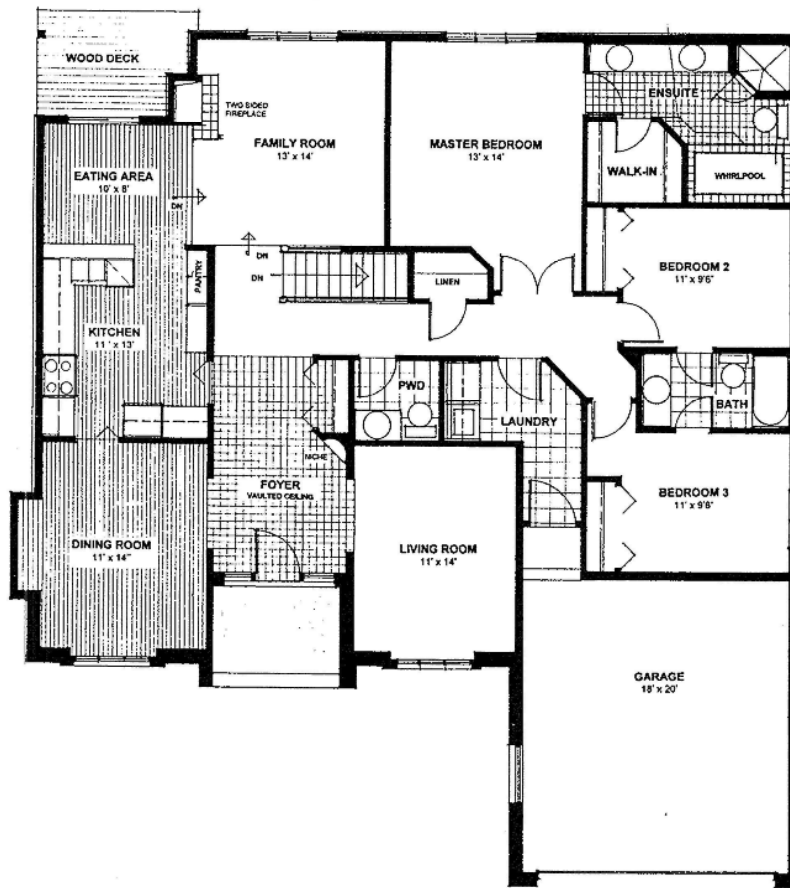 WOOD DECK
TWO SIDED
FIREPLACE
FAMILY ROOM
13' x 14'
MASTER BEDROOM
13' x 14'
ENSUITE
WALK-IN
WHIRLPOOL
EATING AREA
10' x 8'
DN
DN
DN
LINEN
PANTRY
BEDROOM 2
11' x 9'6"
KITCHEN
11' x 13'
PWD
LAUNDRY
BATH
NICHE
FOYER
VAULTED CEILING
DINING ROOM
11' x 14'
LIVING ROOM
11' x 14'
BEDROOM 3
11' x 9'6"
GARAGE
18' x 20'